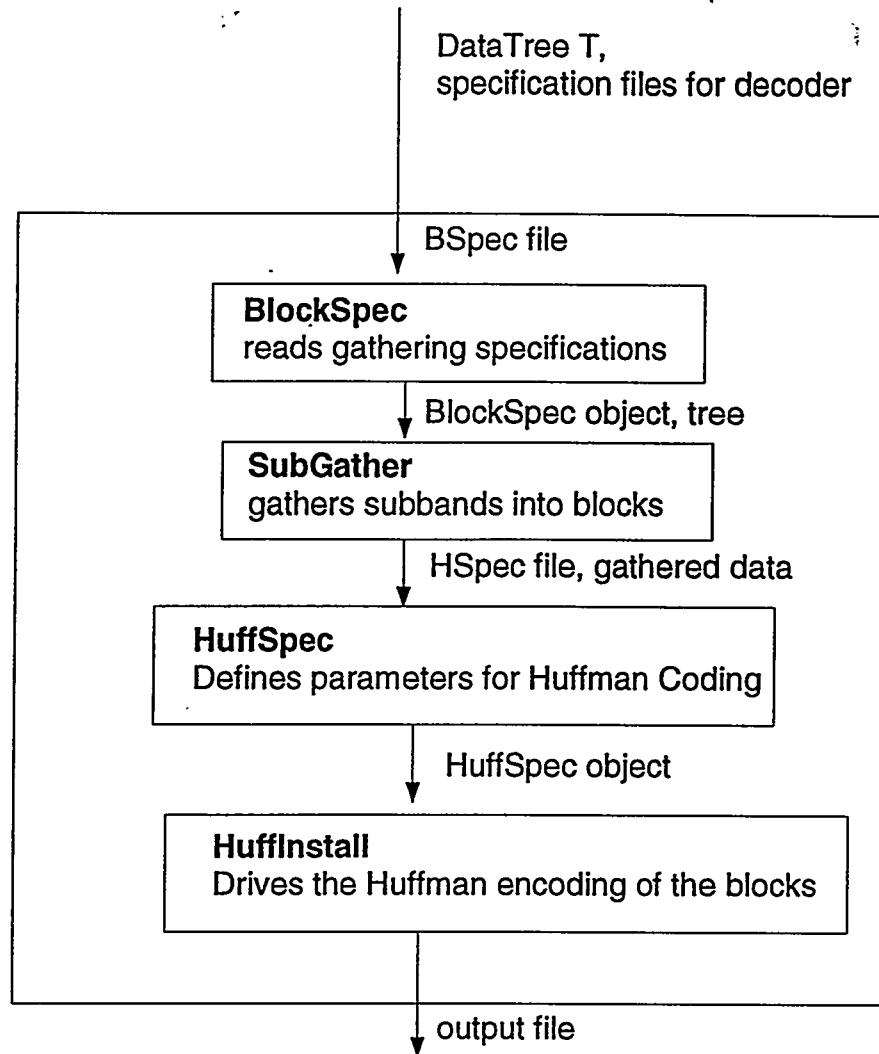 DataTree T,
specification files for decoder
BSpec file
BlockSpec
reads gathering specifications
BlockSpec object, tree
SubGather
gathers subbands into blocks
HSpec file, gathered data
HuffSpec
Defines parameters for Huffman Coding
HuffSpec object
HuffInstall
Drives the Huffman encoding of the blocks
output file